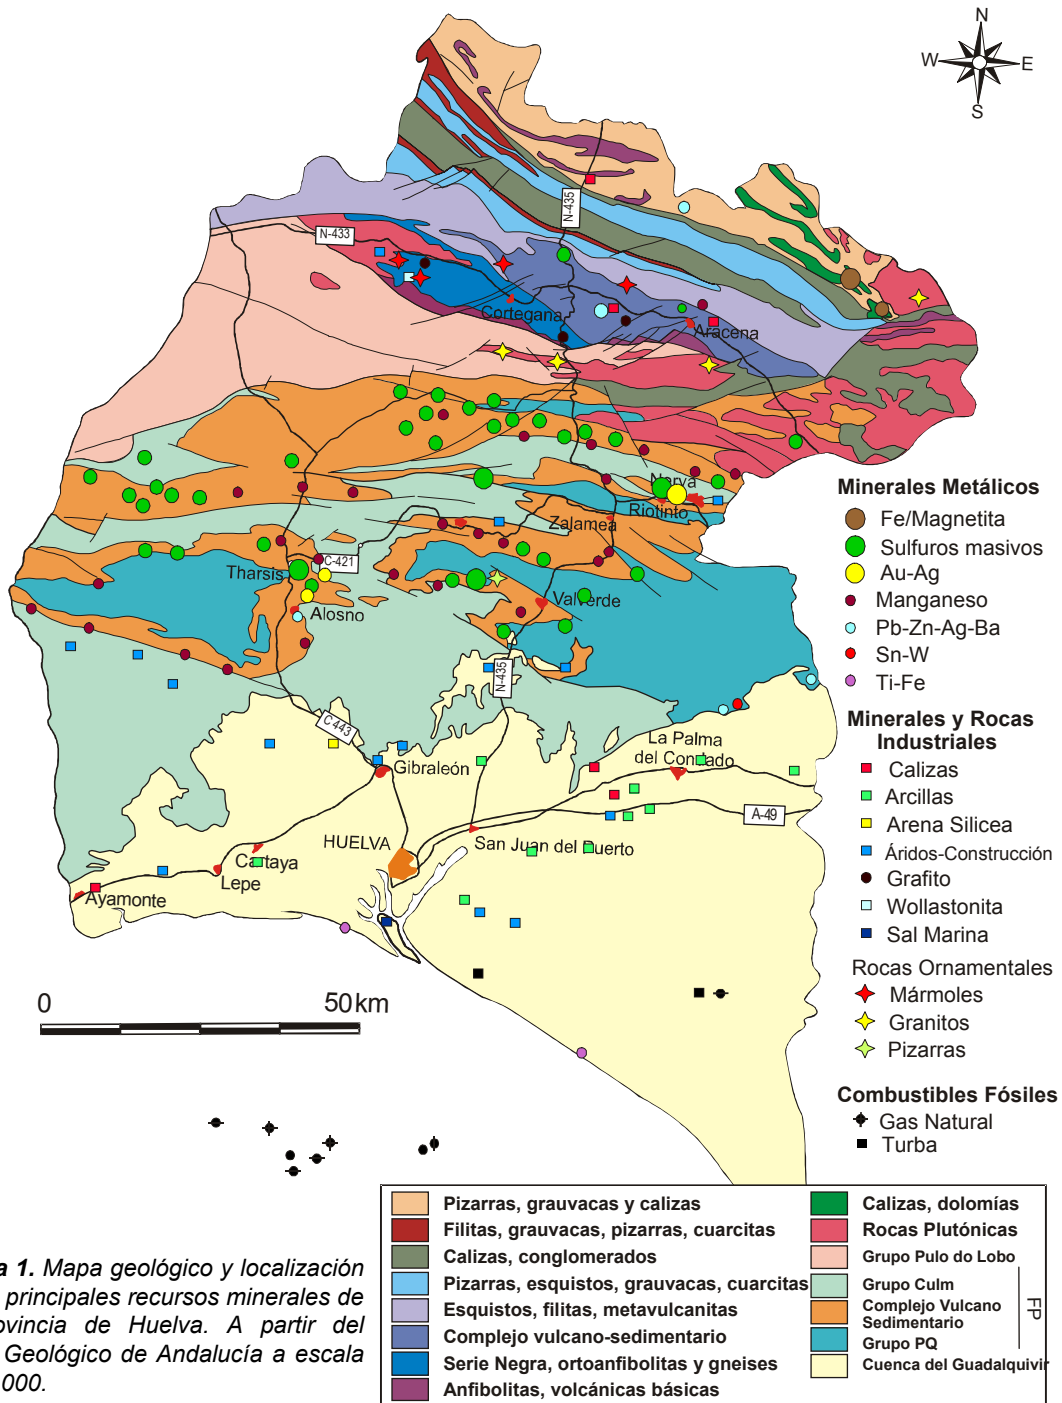 N
W
E
S
N-435
N-433
Cortegana
Aracena
Nerva
Riotinto
Zalamea
C-421
Tharsis
Alosno
Valverde
N-435
C 443
Gibraleón
La Palma
del Condado
A-49
HUELVA
San Juan del Puerto
Cartaya
Lepe
Ayamonte
0
50km
Minerales Metálicos
Fe/Magnetita
Sulfuros masivos
Au-Ag
Manganeso
Pb-Zn-Ag-Ba
Sn-W
Ti-Fe
Minerales y Rocas
Industriales
Calizas
Arcillas
Arena Silicea
Áridos-Construcción
Grafito
Wollastonita
Sal Marina
Rocas Ornamentales
Mármoles
Granitos
Pizarras
Combustibles Fósiles
Gas Natural
Turba
Pizarras, grauvacas y calizas
Filitas, grauvacas, pizarras, cuarcitas
Calizas, conglomerados
Pizarras, esquistos, grauvacas, cuarcitas
Esquistos, filitas, metavulcanitas
Complejo vulcano-sedimentario
Serie Negra, ortoanfibolitas y gneises
Anfibolitas, volcánicas básicas
Calizas, dolomías
Rocas Plutónicas
Grupo Pulo do Lobo
Grupo Culm
Complejo Vulcano
Sedimentario
Grupo PQ
Cuenca del Guadalquivir
FP
a 1. Mapa geológico y localización
principales recursos minerales de
ovincia de Huelva. A partir del
Geológico de Andalucía a escala
000.